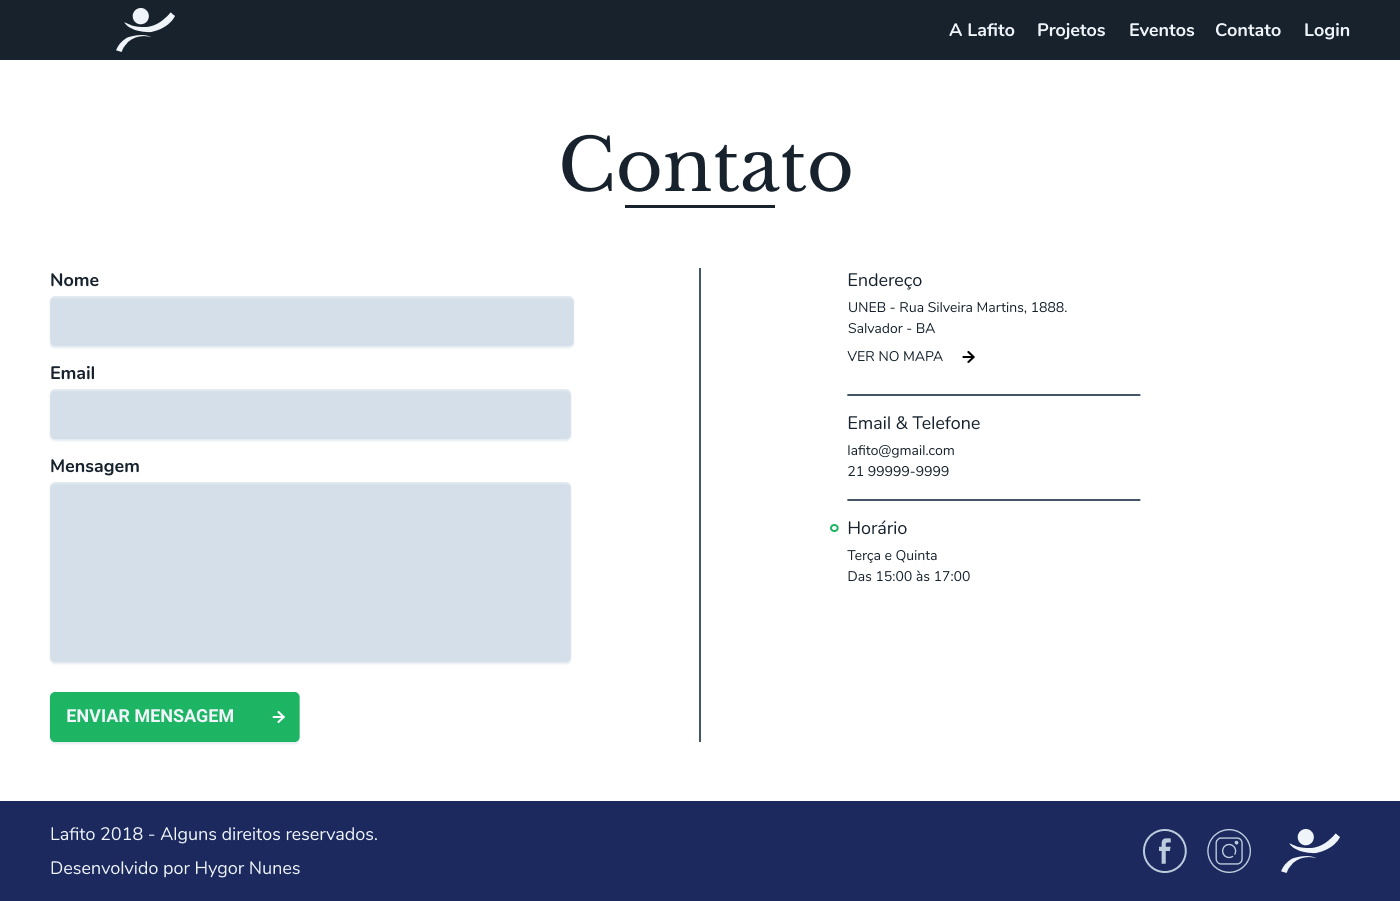 A Lafito Projetos Eventos Contato Login
Contato
Nome
Email
Mensagem
ENVIAR MENSAGEM
Endereço
UNEB - Rua Silveira Martins, 1888.
Salvador - BA
VER NO MAPA
Email & Telefone
lafito@gmail.com
21 99999-9999
Horário
Terça e Quinta
Das 15:00 às 17:00
Lafito 2018 - Alguns direitos reservados.
Desenvolvido por Hygor Nunes